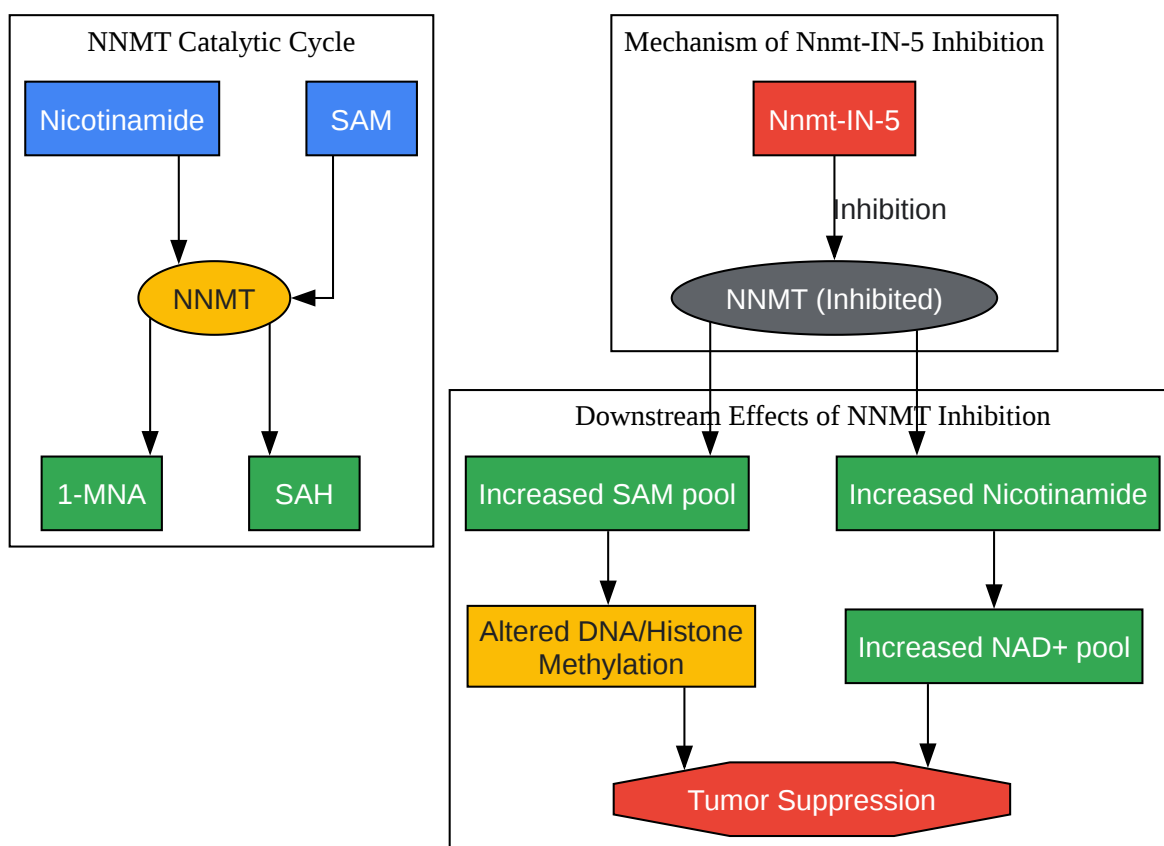 NNMT Catalytic Cycle
Nicotinamide
SAM
NNMT
1-MNA
SAH
Mechanism of Nnmt-IN-5 Inhibition
Nnmt-IN-5
Inhibition
NNMT (Inhibited)
Downstream Effects of NNMT Inhibition
Increased SAM pool
Increased Nicotinamide
Altered DNA/Histone
Methylation
Increased NAD+ pool
Tumor Suppression